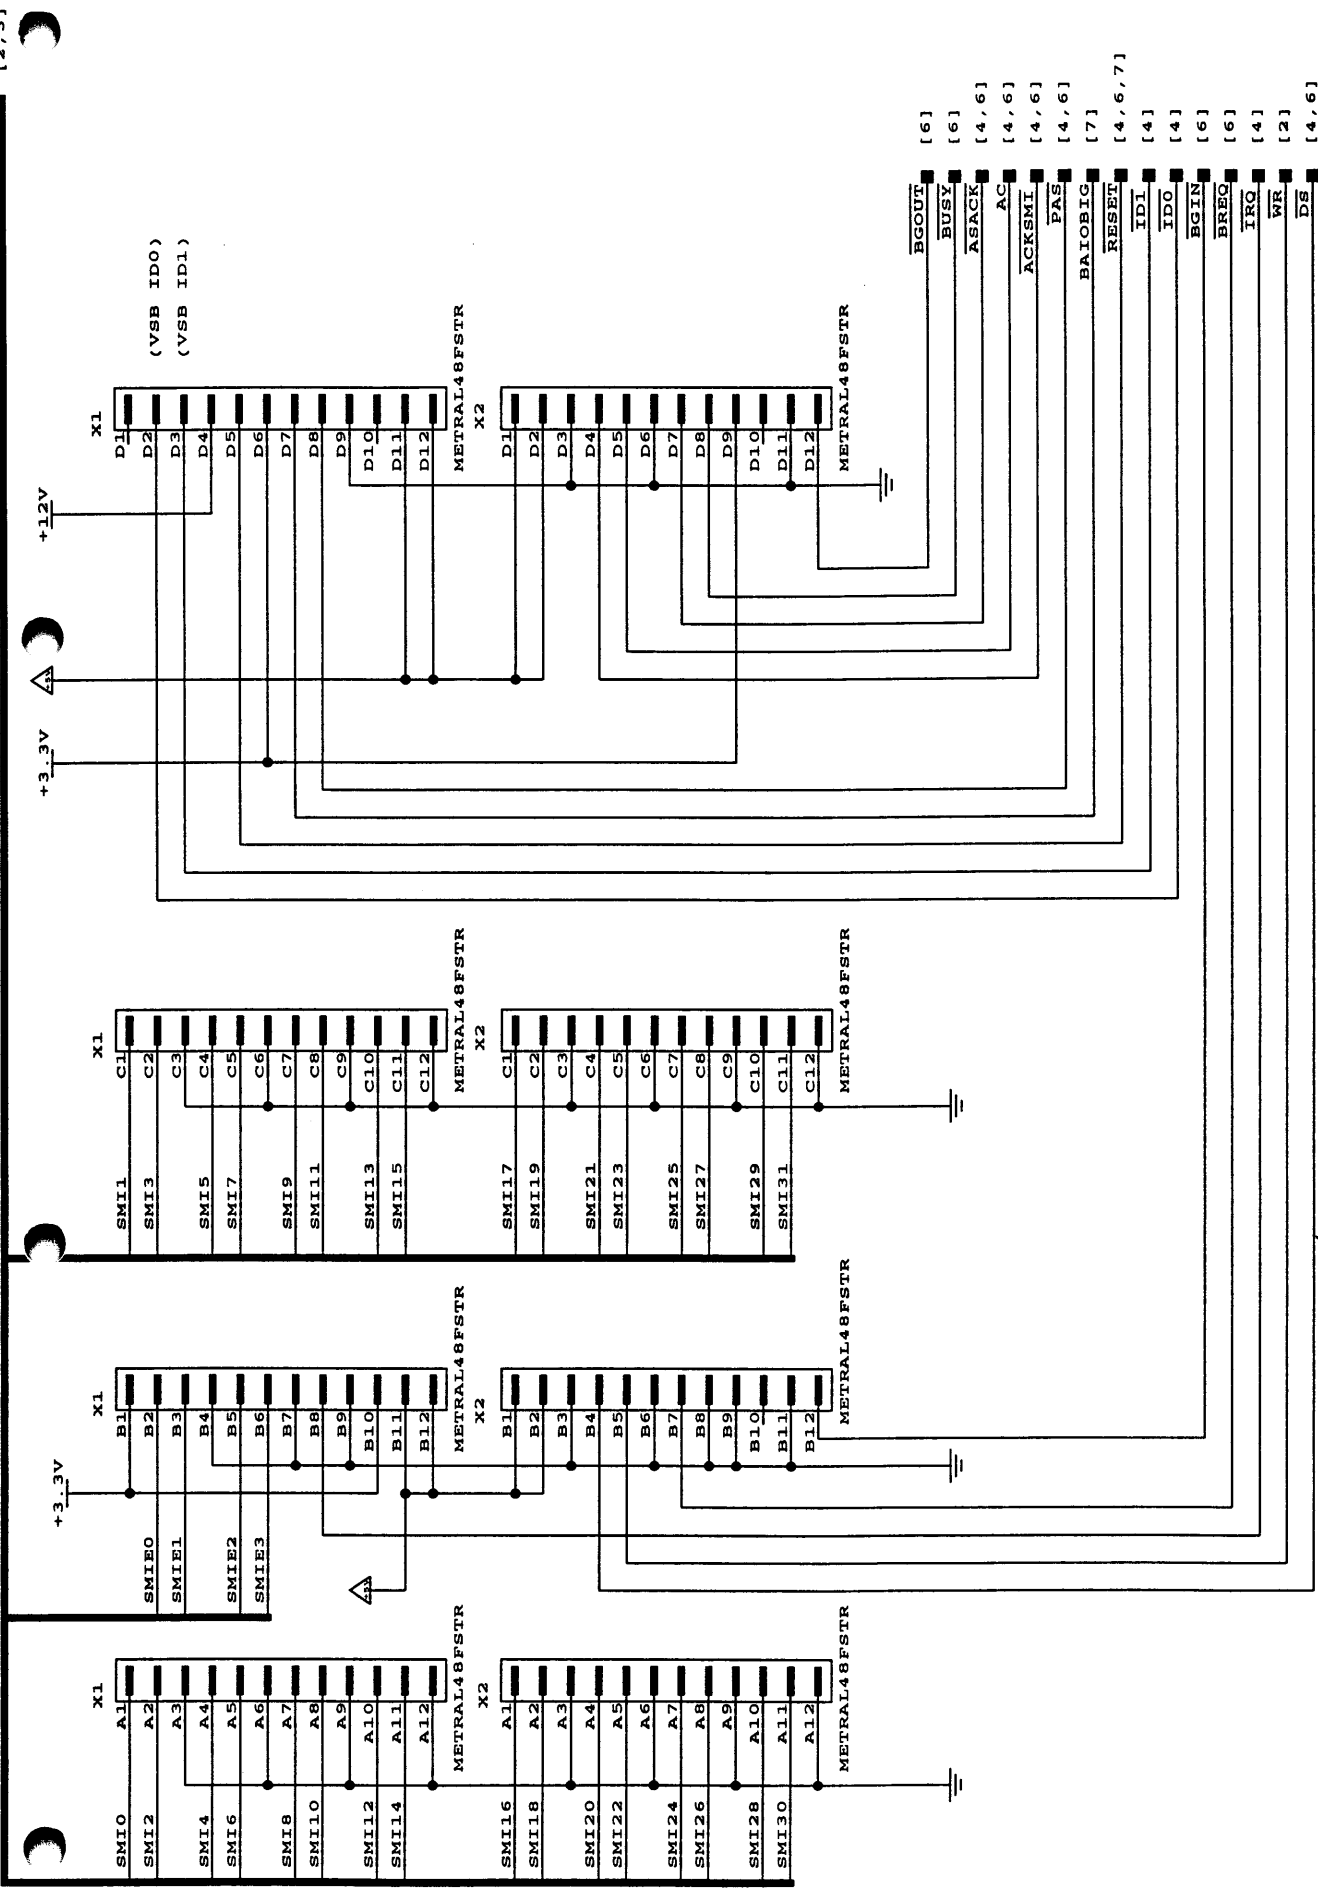 [2,3]
SMI0
SMI2
SMI4
SMI6
SMI8
SMI10
SMI12
SMI14
X1
A1
A2
A3
A4
A5
A6
A7
A8
A9
A10
A11
A12
METRAL48FSTR
SMI16
SMI18
SMI20
SMI22
SMI24
SMI26
SMI28
SMI30
X2
A1
A2
A3
A4
A5
A6
A7
A8
A9
A10
A11
A12
METRAL48FSTR
+3.3V
SMIE0
SMIE1
SMIE2
SMIE3
+5V
X1
B1
B2
B3
B4
B5
B6
B7
B8
B9
B10
B11
B12
METRAL48FSTR
X2
B1
B2
B3
B4
B5
B6
B7
B8
B9
B10
B11
B12
METRAL48FSTR
SMI1
SMI3
SMI5
SMI7
SMI9
SMI11
SMI13
SMI15
X1
C1
C2
C3
C4
C5
C6
C7
C8
C9
C10
C11
C12
METRAL48FSTR
SMI17
SMI19
SMI21
SMI23
SMI25
SMI27
SMI29
SMI31
X2
C1
C2
C3
C4
C5
C6
C7
C8
C9
C10
C11
C12
METRAL48FSTR
+3.3V
+5V
+12V
X1
D1
D2
D3
D4
D5
D6
D7
D8
D9
D10
D11
D12
METRAL48FSTR
(VSB ID0)
(VSB ID1)
X2
D1
D2
D3
D4
D5
D6
D7
D8
D9
D10
D11
D12
METRAL48FSTR
BGOUT [6]
BUSY [6]
ASACK [4,6]
AC [4,6]
ACKSMI [4,6]
PAS [4,6]
BAIOBIG [7]
RESET [4,6,7]
ID1 [4]
ID0 [4]
BGIN [6]
BREQ [6]
IRQ [4]
WR [2]
DS [4,6]